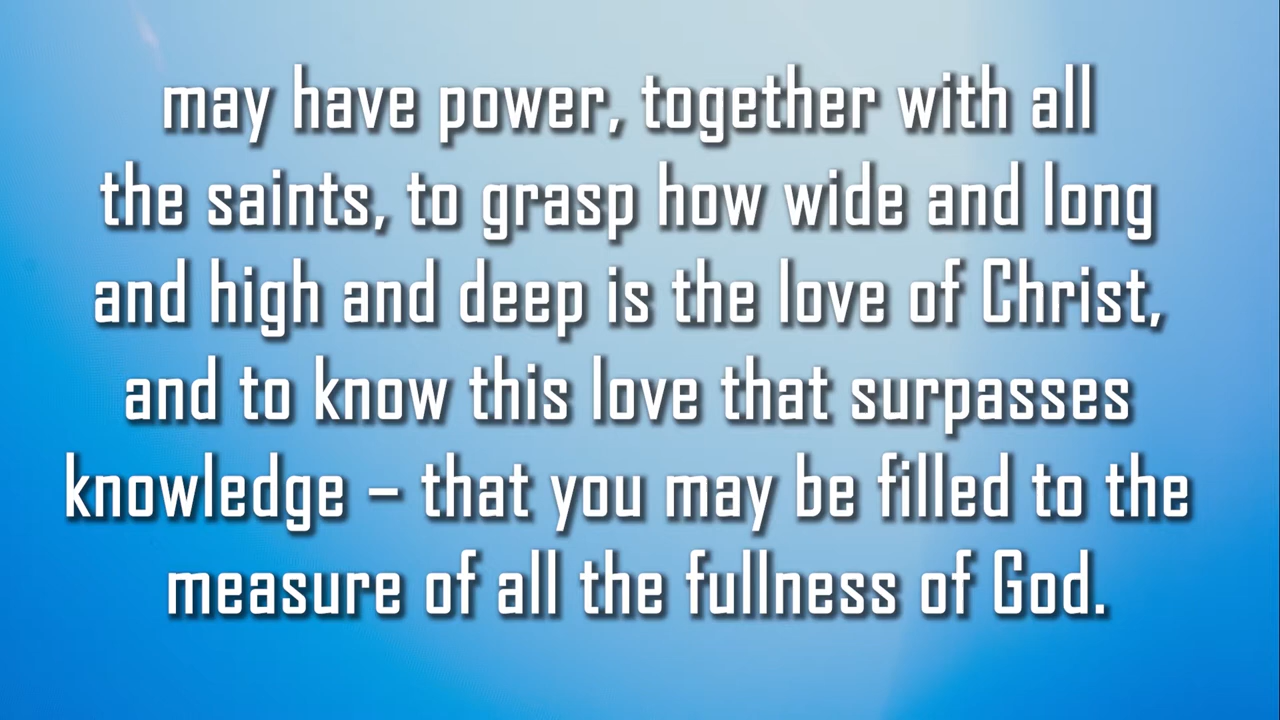 may have power, together with all
the saints, to grasp how wide and long
and high and deep is the love of Christ,
and to know this love that surpasses
knowledge – that you may be filled to the
measure of all the fullness of God.